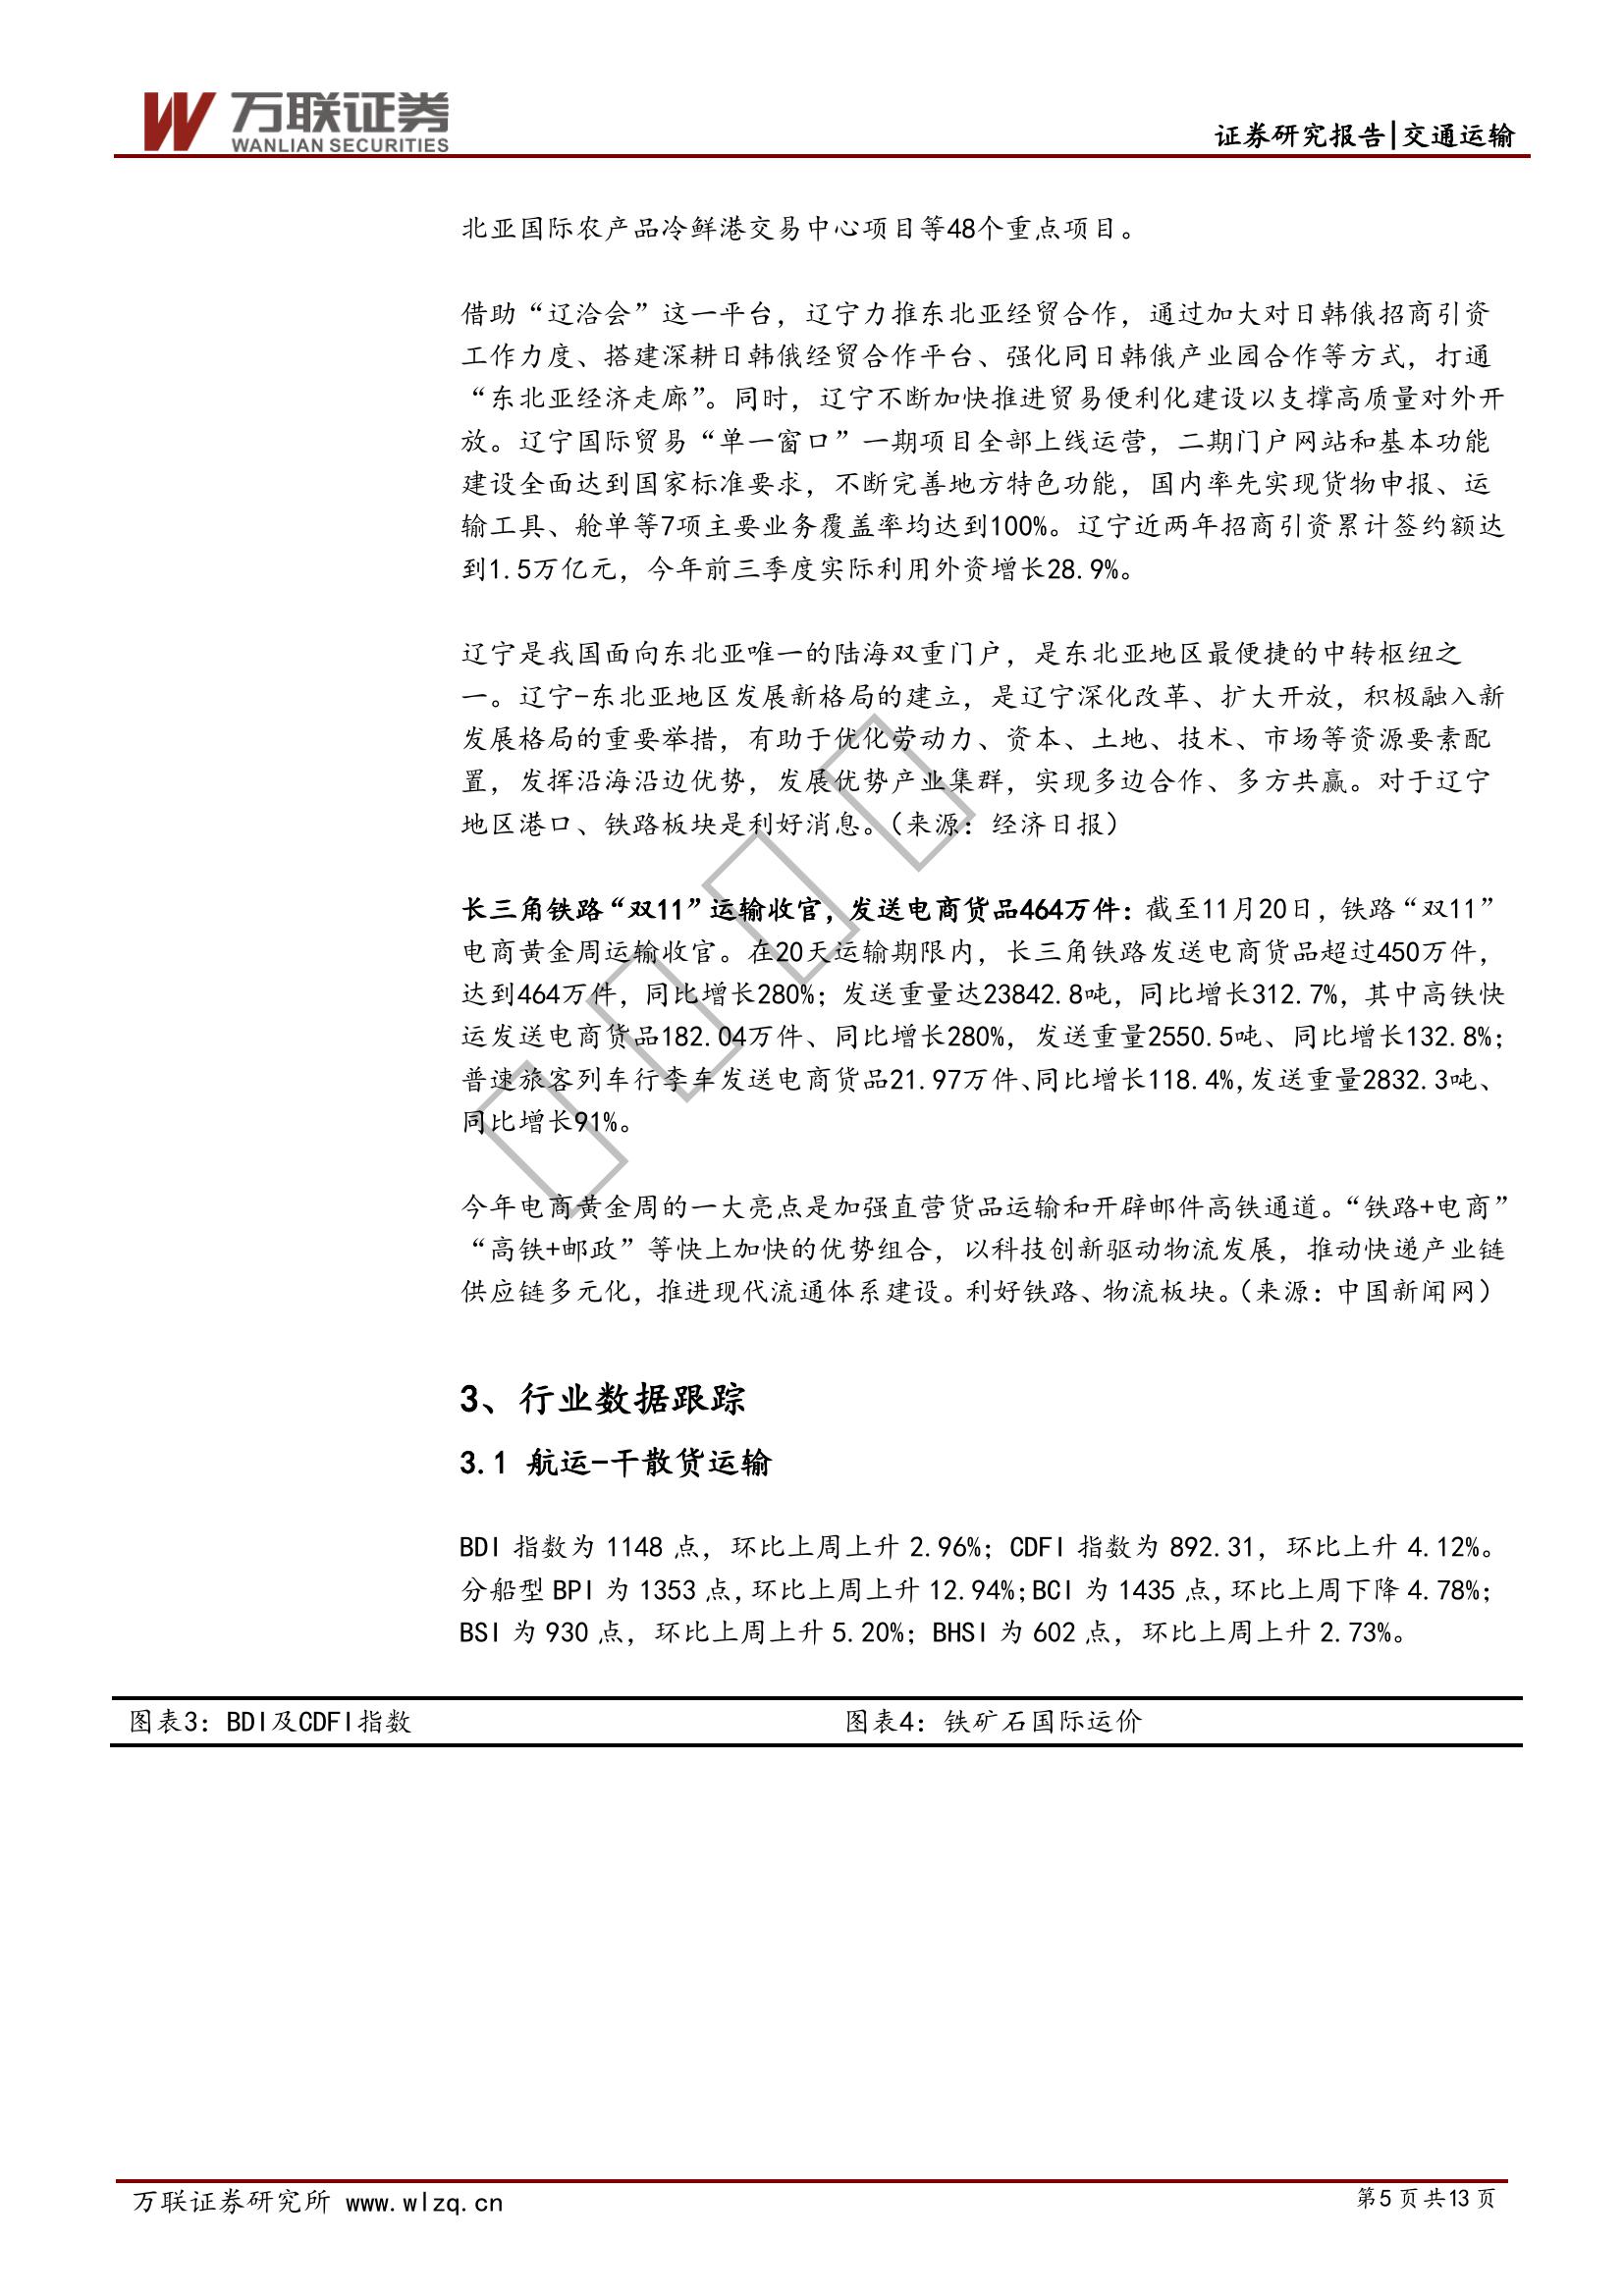 万联证券
WANLIAN SECURITIES
证券研究报告|交通运输
北亚国际农产品冷鲜港交易中心项目等48个重点项目。
借助“辽洽会”这一平台，辽宁力推东北亚经贸合作，通过加大对日韩俄招商引资
工作力度、搭建深耕日韩俄经贸合作平台、强化同日韩俄产业园合作等方式，打通
“东北亚经济走廊”。同时，辽宁不断加快推进贸易便利化建设以支撑高质量对外开
放。辽宁国际贸易“单一窗口”一期项目全部上线运营，二期门户网站和基本功能
建设全面达到国家标准要求，不断完善地方特色功能，国内率先实现货物申报、运
输工具、舱单等7项主要业务覆盖率均达到100%。辽宁近两年招商引资累计签约额达
到1.5万亿元，今年前三季度实际利用外资增长28.9%。
辽宁是我国面向东北亚唯一的陆海双重门户，是东北亚地区最便捷的中转枢纽之
一。辽宁-东北亚地区发展新格局的建立，是辽宁深化改革、扩大开放，积极融入新
发展格局的重要举措，有助于优化劳动力、资本、土地、技术、市场等资源要素配
置，发挥沿海沿边优势，发展优势产业集群，实现多边合作、多方共赢。对于辽宁
地区港口、铁路板块是利好消息。（来源：经济日报）
长三角铁路“双11”运输收官，发送电商货品464万件：截至11月20日，铁路“双11”
电商黄金周运输收官。在20天运输期限内，长三角铁路发送电商货品超过450万件，
达到464万件，同比增长280%；发送重量达23842.8吨，同比增长312.7%，其中高铁快
运发送电商货品182.04万件、同比增长280%，发送重量2550.5吨、同比增长132.8%；
普速旅客列车行李车发送电商货品21.97万件、同比增长118.4%，发送重量2832.3吨、
同比增长91%。
今年电商黄金周的一大亮点是加强直营货品运输和开辟邮件高铁通道。“铁路+电商”
“高铁+邮政”等快上加快的优势组合，以科技创新驱动物流发展，推动快递产业链
供应链多元化，推进现代流通体系建设。利好铁路、物流板块。（来源：中国新闻网）
3、行业数据跟踪
3.1 航运-干散货运输
BDI 指数为 1148 点，环比上周上升 2.96%；CDFI 指数为 892.31，环比上升 4.12%。
分船型 BPI 为 1353 点，环比上周上升 12.94%；BCI 为 1435 点，环比上周下降 4.78%；
BSI 为 930 点，环比上周上升 5.20%；BHSI 为 602 点，环比上周上升 2.73%。
图表3：BDI及CDFI指数
图表4：铁矿石国际运价
万联证券研究所 www.wlzq.cn
第5 页 共13 页